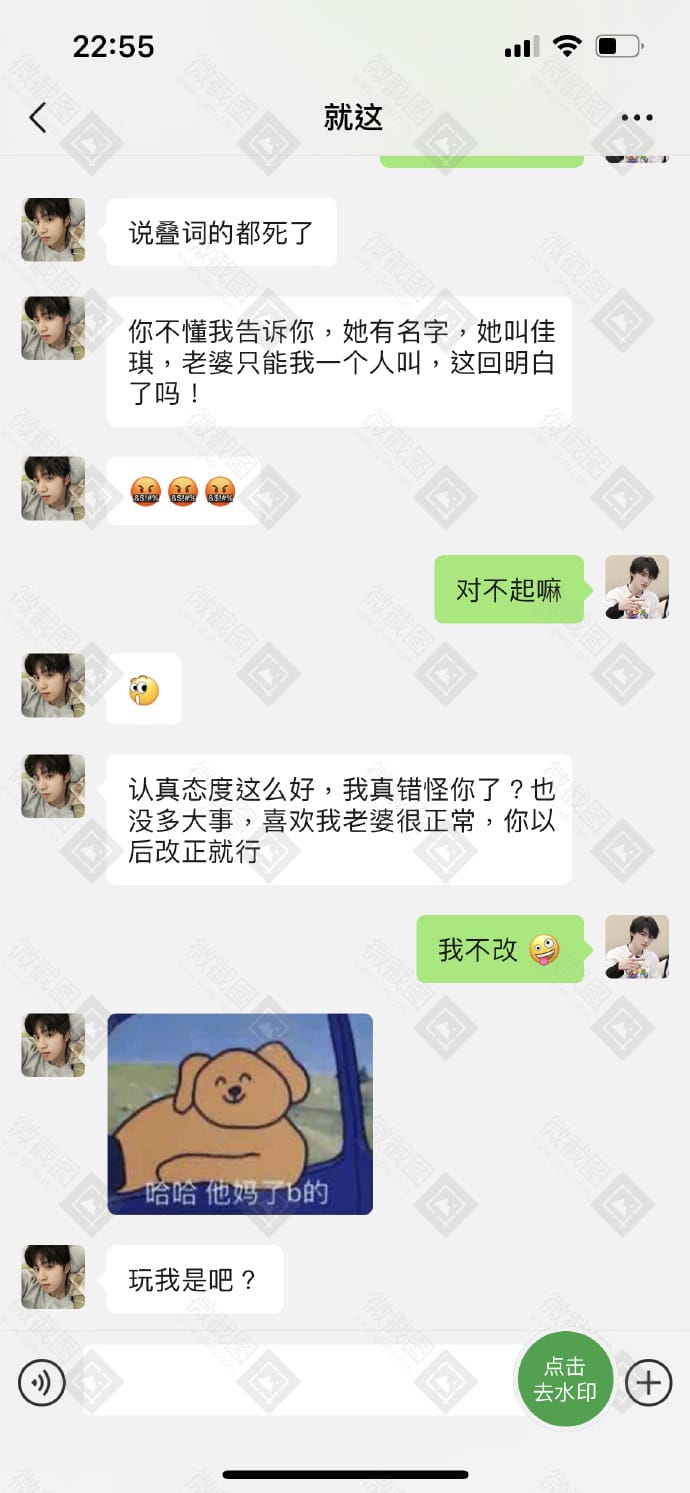 22:55
就这
说叠词的都死了
你不懂我告诉你，她有名字，她叫佳
琪，老婆只能我一个人叫，这回明白
了吗！
&$!#% &$!#% &$!#%
对不起嘛
认真态度这么好，我真错怪你了？也
没多大事，喜欢我老婆很正常，你以
后改正就行
我不改
哈哈 他妈了b的
玩我是吧？
点击
去水印
微截图